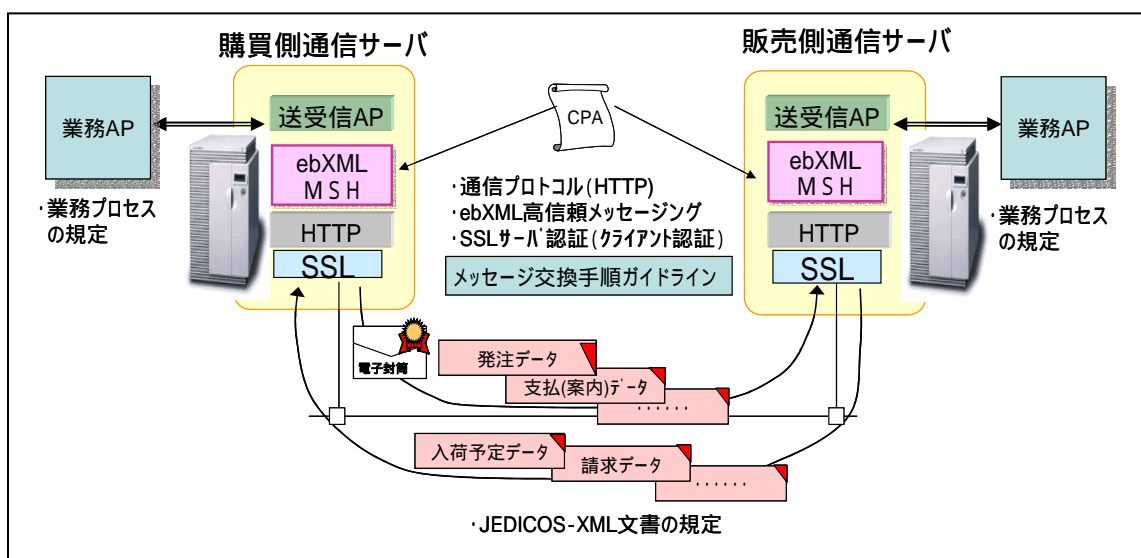 購買側通信サーバ
販売側通信サーバ
業務AP
送受信AP
ebXML
MSH
HTTP
SSL
・業務プロセス
の規定
CPA
・通信プロトコル(HTTP)
・ebXML高信頼メッセージング
・SSLサーバ認証(クライアント認証)
メッセージ交換手順ガイドライン
送受信AP
ebXML
MSH
HTTP
SSL
業務AP
・業務プロセス
の規定
電子封筒
発注データ
支払(案内)データ
・・・・・・
入荷予定データ
請求データ
・・・・・・
・JEDICOS-XML文書の規定